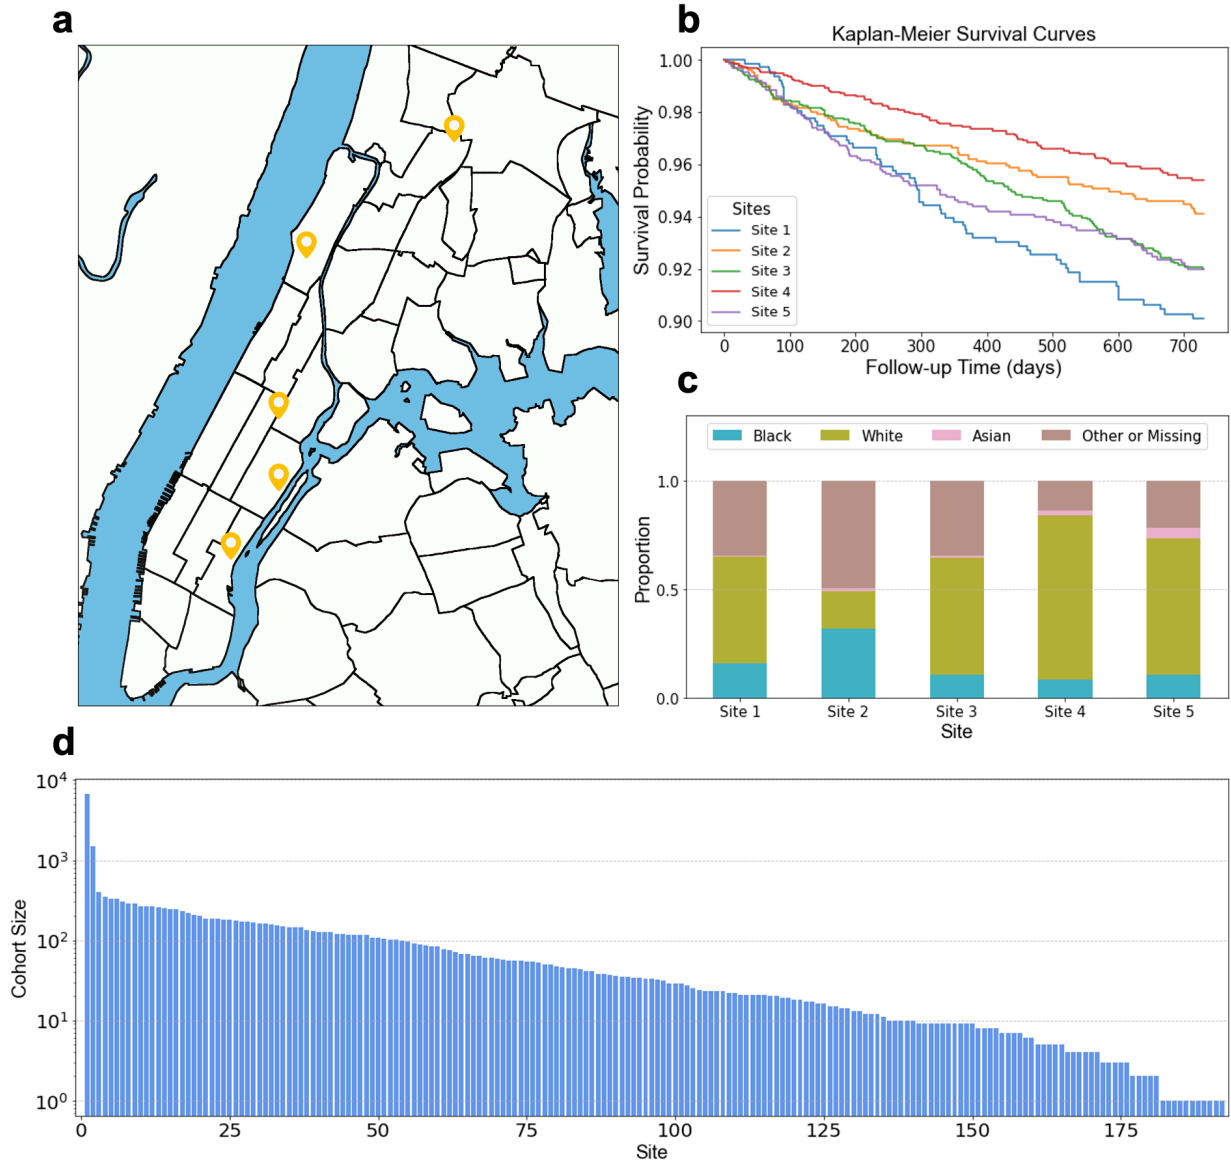 a
b
Kaplan-Meier Survival Curves
Survival Probability
1.00
0.98
0.96
0.94
0.92
0.90
Sites
Site 1
Site 2
Site 3
Site 4
Site 5
0 100 200 300 400 500 600 700
Follow-up Time (days)
c
Black White Asian Other or Missing
Proportion
1.0
0.5
0.0
Site 1 Site 2 Site 3 Site 4 Site 5
Site
d
Cohort Size
10⁴
10³
10²
10¹
10⁰
0 25 50 75 100 125 150 175
Site